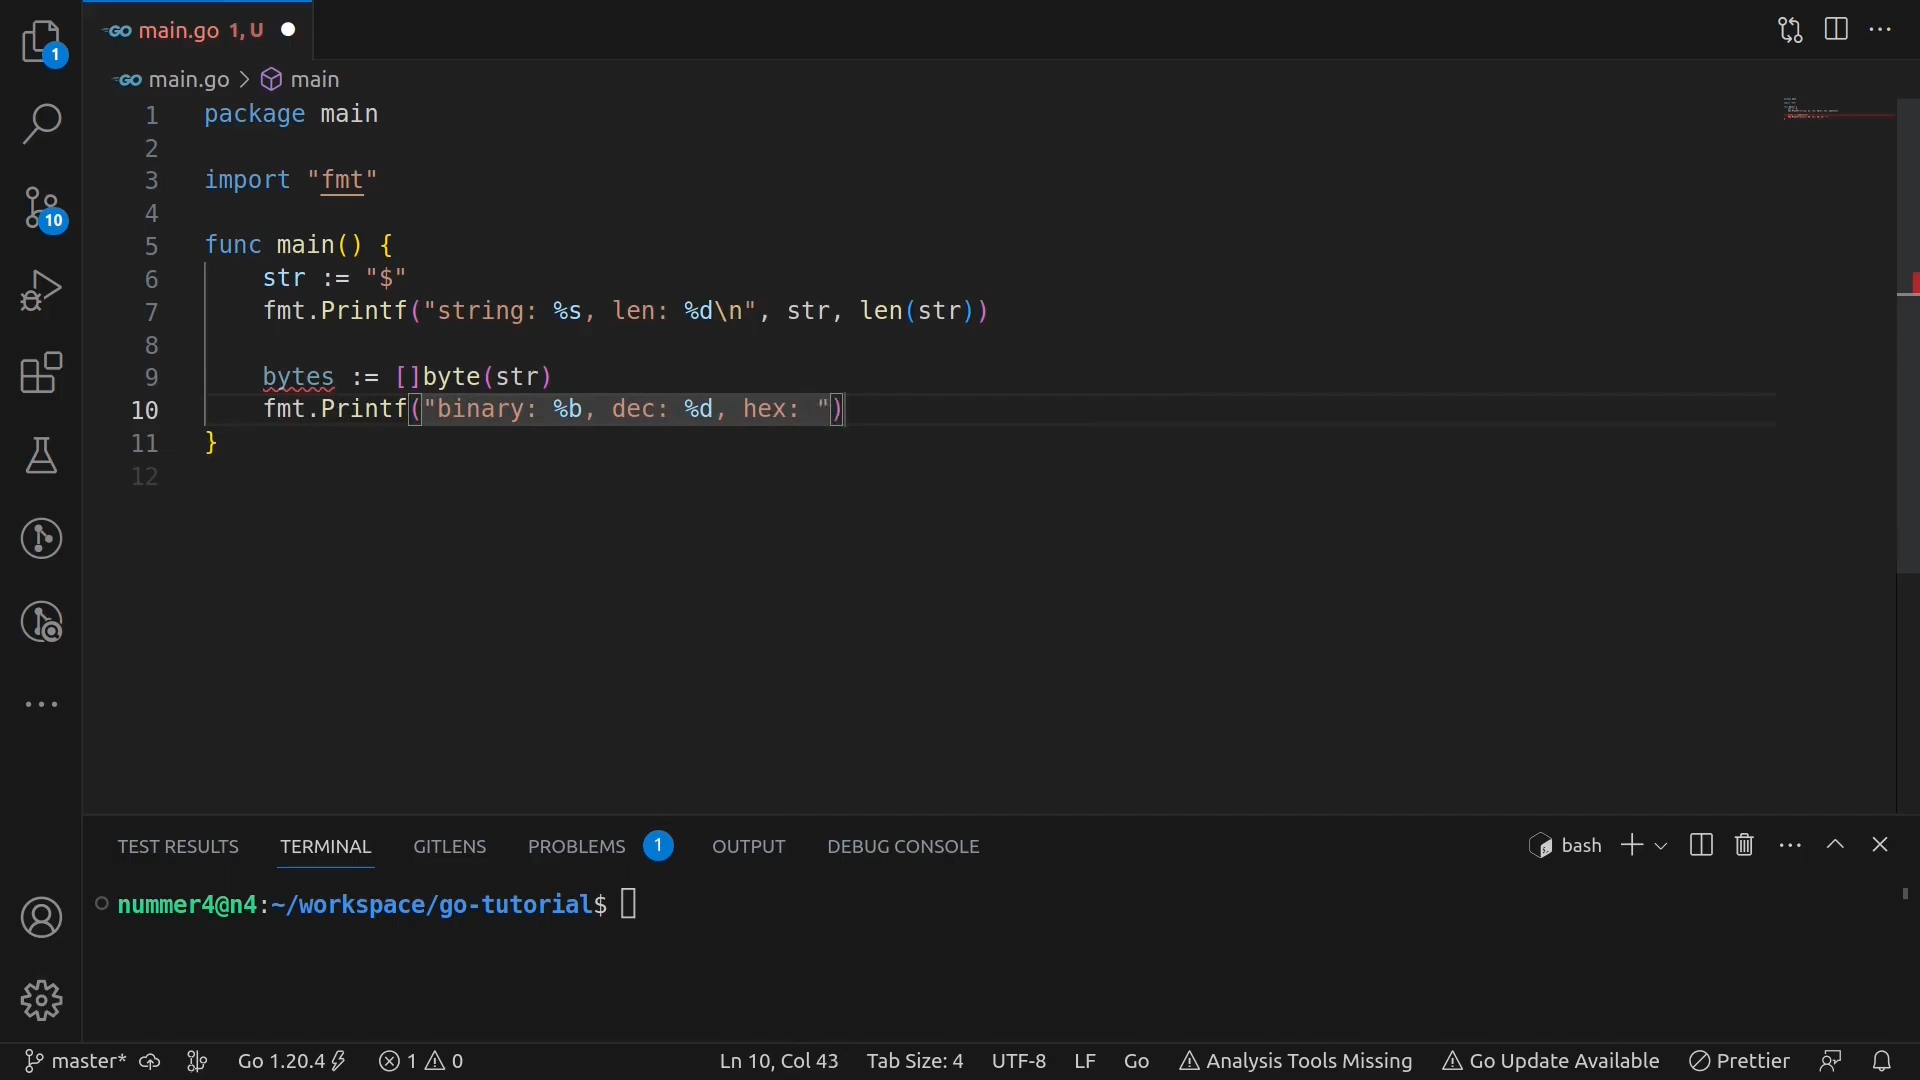 1
GO main.go 1, U
GO main.go > main
1 package main
2
3 import "fmt"
4
5 func main() {
6 str := "$"
7 fmt.Printf("string: %s, len: %d\n", str, len(str))
8
9 bytes := []byte(str)
10 fmt.Printf("binary: %b, dec: %d, hex: ")
11 }
12
10
TEST RESULTS TERMINAL GITLENS PROBLEMS 1 OUTPUT DEBUG CONSOLE bash
nummer4@n4:~/workspace/go-tutorial$
master* Go 1.20.4 1 0 Ln 10, Col 43 Tab Size: 4 UTF-8 LF Go Analysis Tools Missing Go Update Available Prettier